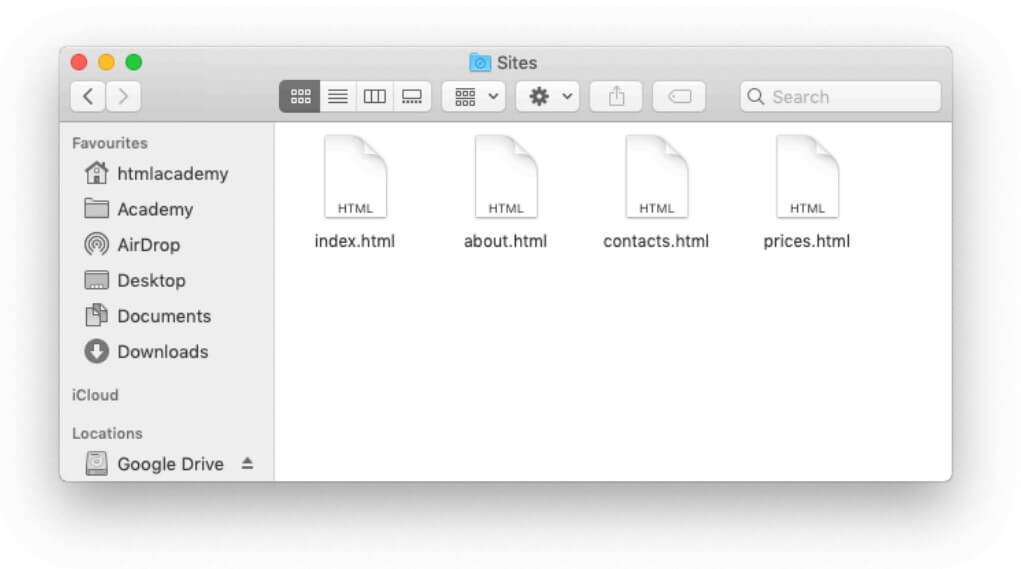 Sites
Search
Favourites
htmlacademy
Academy
AirDrop
Desktop
Documents
Downloads
iCloud
Locations
Google Drive
HTML HTML HTML HTML
index.html about.html contacts.html prices.html